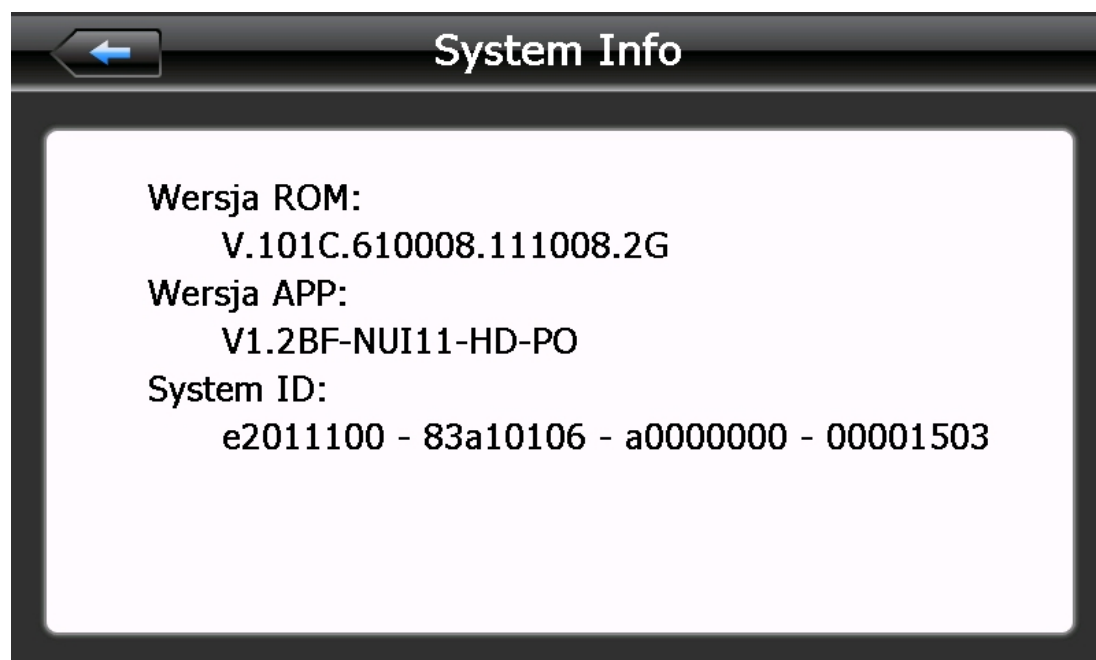 System Info
Wersja ROM:
V.101C.610008.111008.2G
Wersja APP:
V1.2BF-NUI11-HD-PO
System ID:
e2011100 - 83a10106 - a0000000 - 00001503